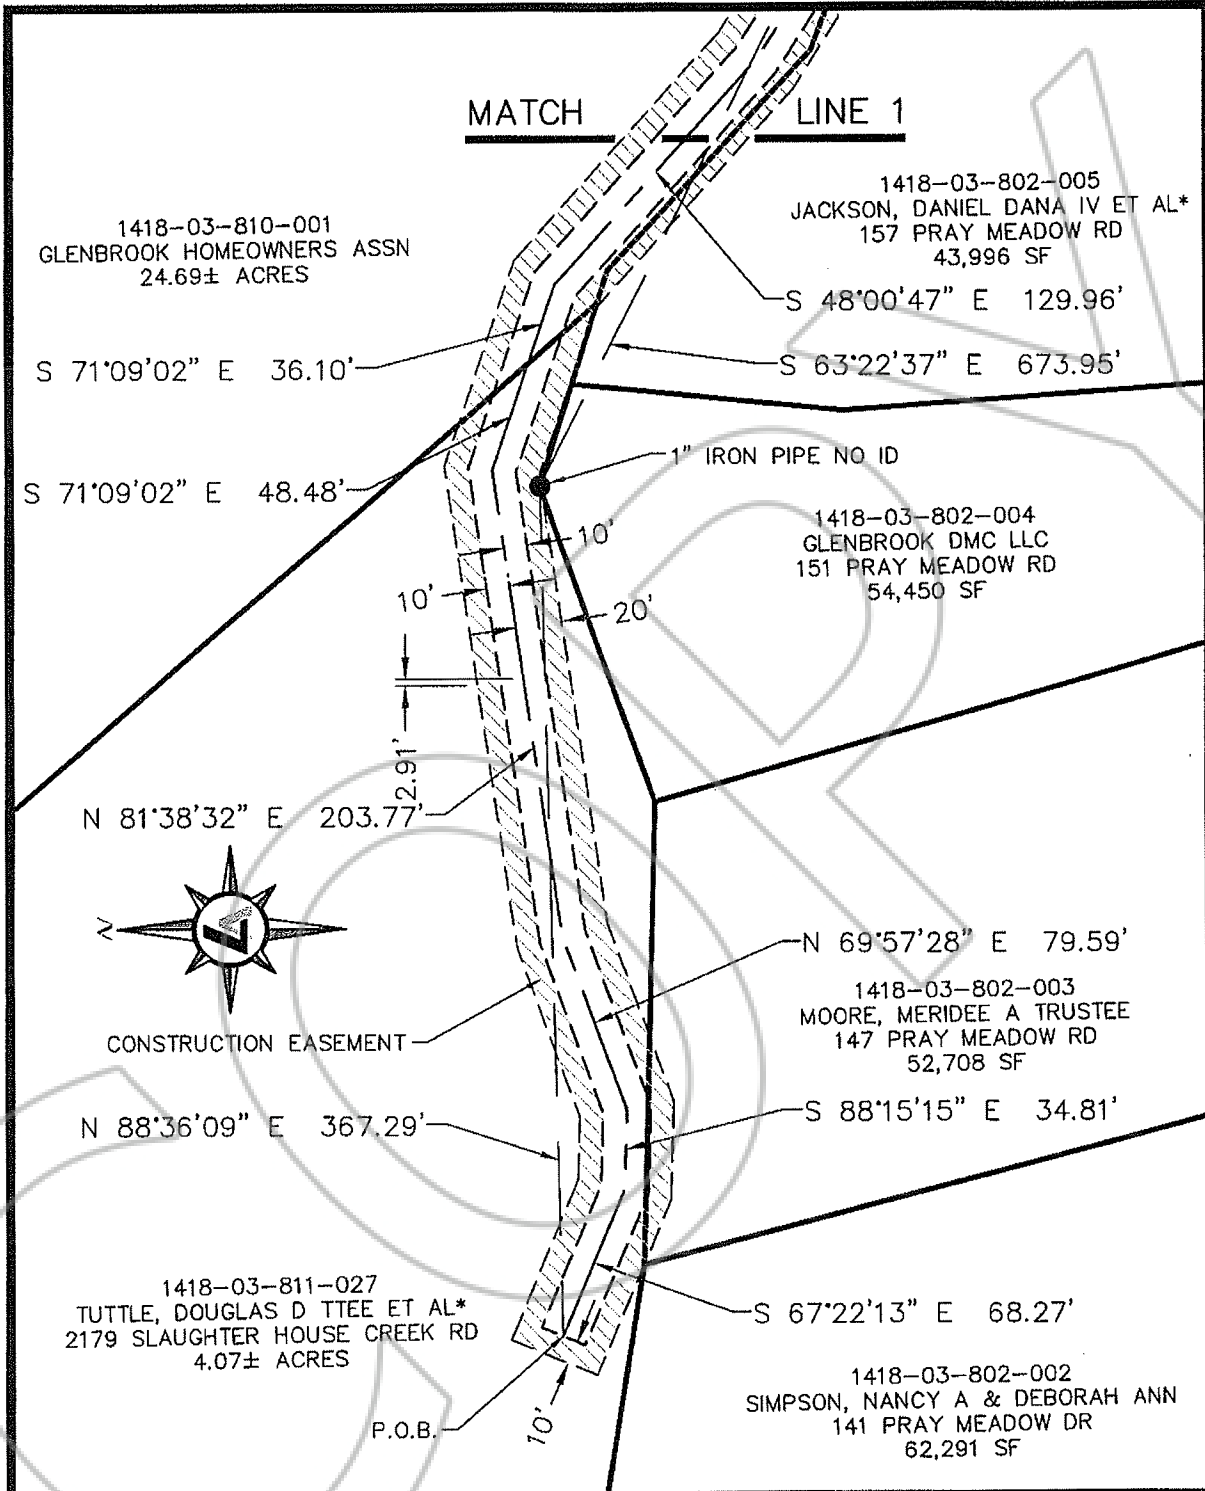 MATCH LINE 1
1418-03-802-005
JACKSON, DANIEL DANA IV ET AL*
157 PRAY MEADOW RD
43,996 SF
1418-03-810-001
GLENBROOK HOMEOWNERS ASSN
24.69± ACRES
S 48°00'47" E 129.96'
S 71°09'02" E 36.10'
S 63°22'37" E 673.95'
1" IRON PIPE NO ID
S 71°09'02" E 48.48'
1418-03-802-004
GLENBROOK DMC LLC
151 PRAY MEADOW RD
54,450 SF
10'
10'
20'
2.91'
N 81°38'32" E 203.77'
N
N 69°57'28" E 79.59'
1418-03-802-003
MOORE, MERIDEE A TRUSTEE
147 PRAY MEADOW RD
52,708 SF
CONSTRUCTION EASEMENT
N 88°36'09" E 367.29'
S 88°15'15" E 34.81'
1418-03-811-027
TUTTLE, DOUGLAS D TTEE ET AL*
2179 SLAUGHTER HOUSE CREEK RD
4.07± ACRES
S 67°22'13" E 68.27'
1418-03-802-002
SIMPSON, NANCY A & DEBORAH ANN
141 PRAY MEADOW DR
62,291 SF
P.O.B.
10'
COPY